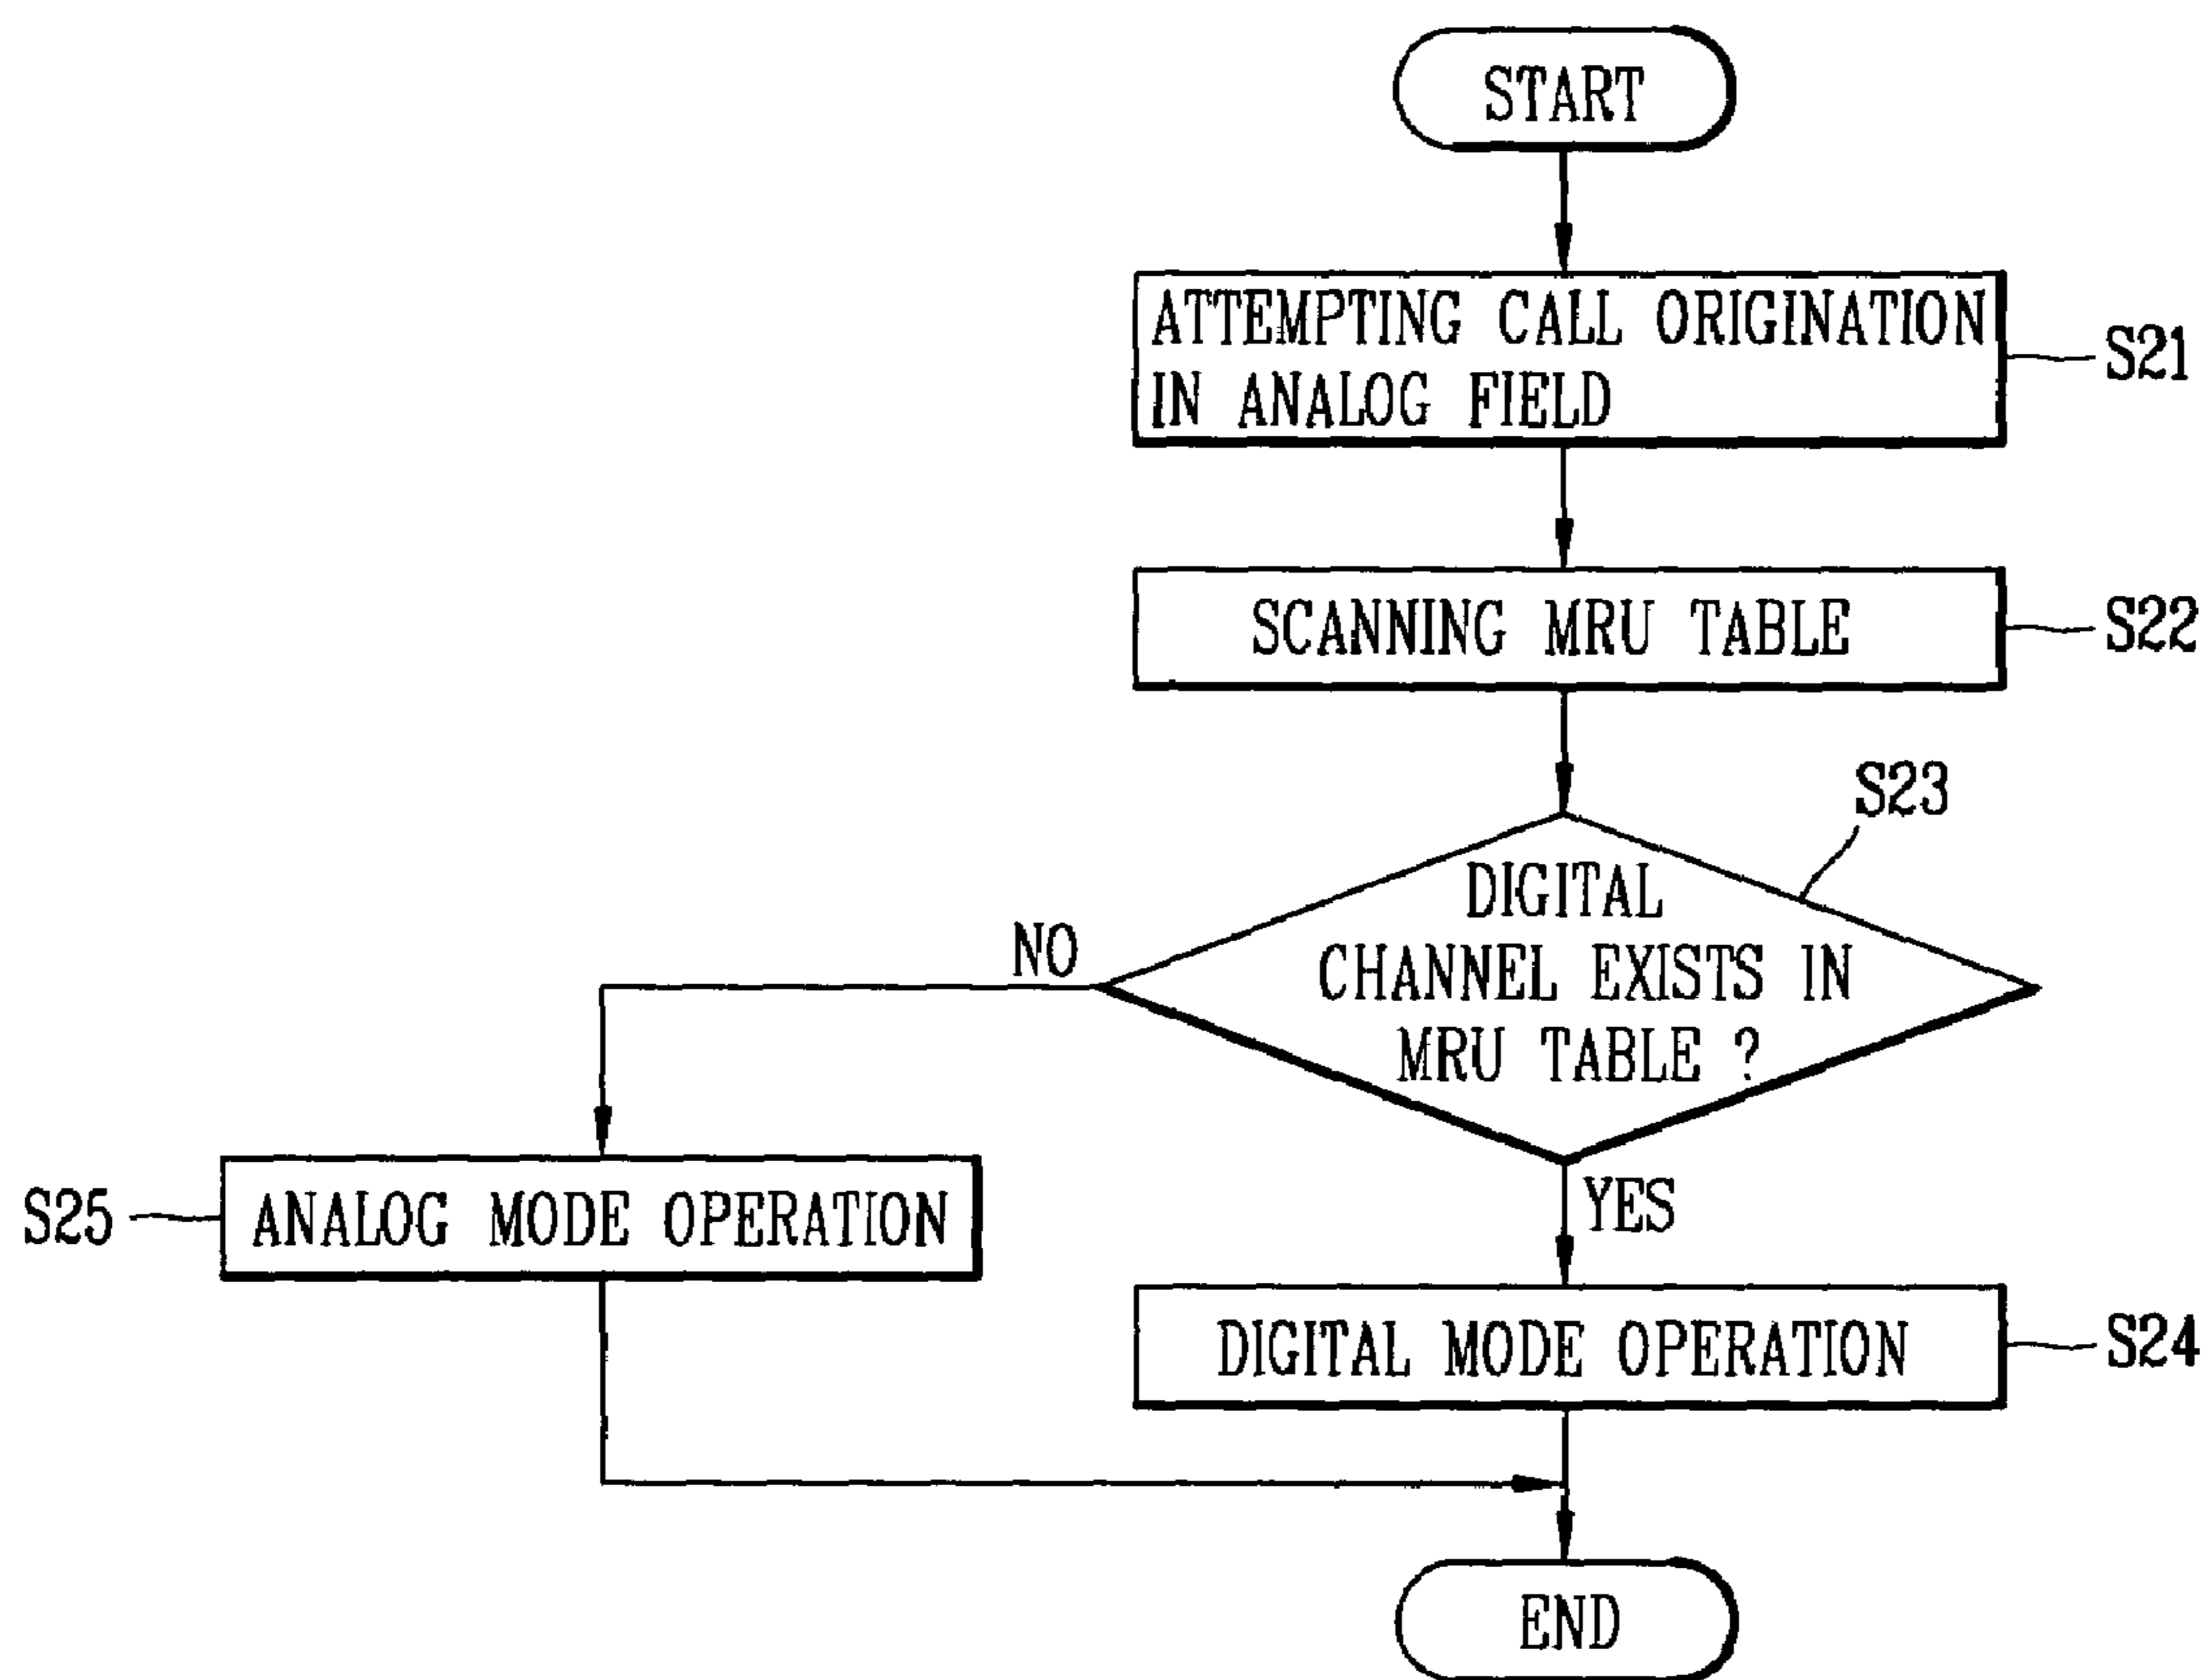 START
ATTEMPTING CALL ORIGINATION
IN ANALOG FIELD
S21
SCANNING MRU TABLE
S22
S23
DIGITAL
CHANNEL EXISTS IN
MRU TABLE ?
NO
YES
S25
ANALOG MODE OPERATION
DIGITAL MODE OPERATION
S24
END